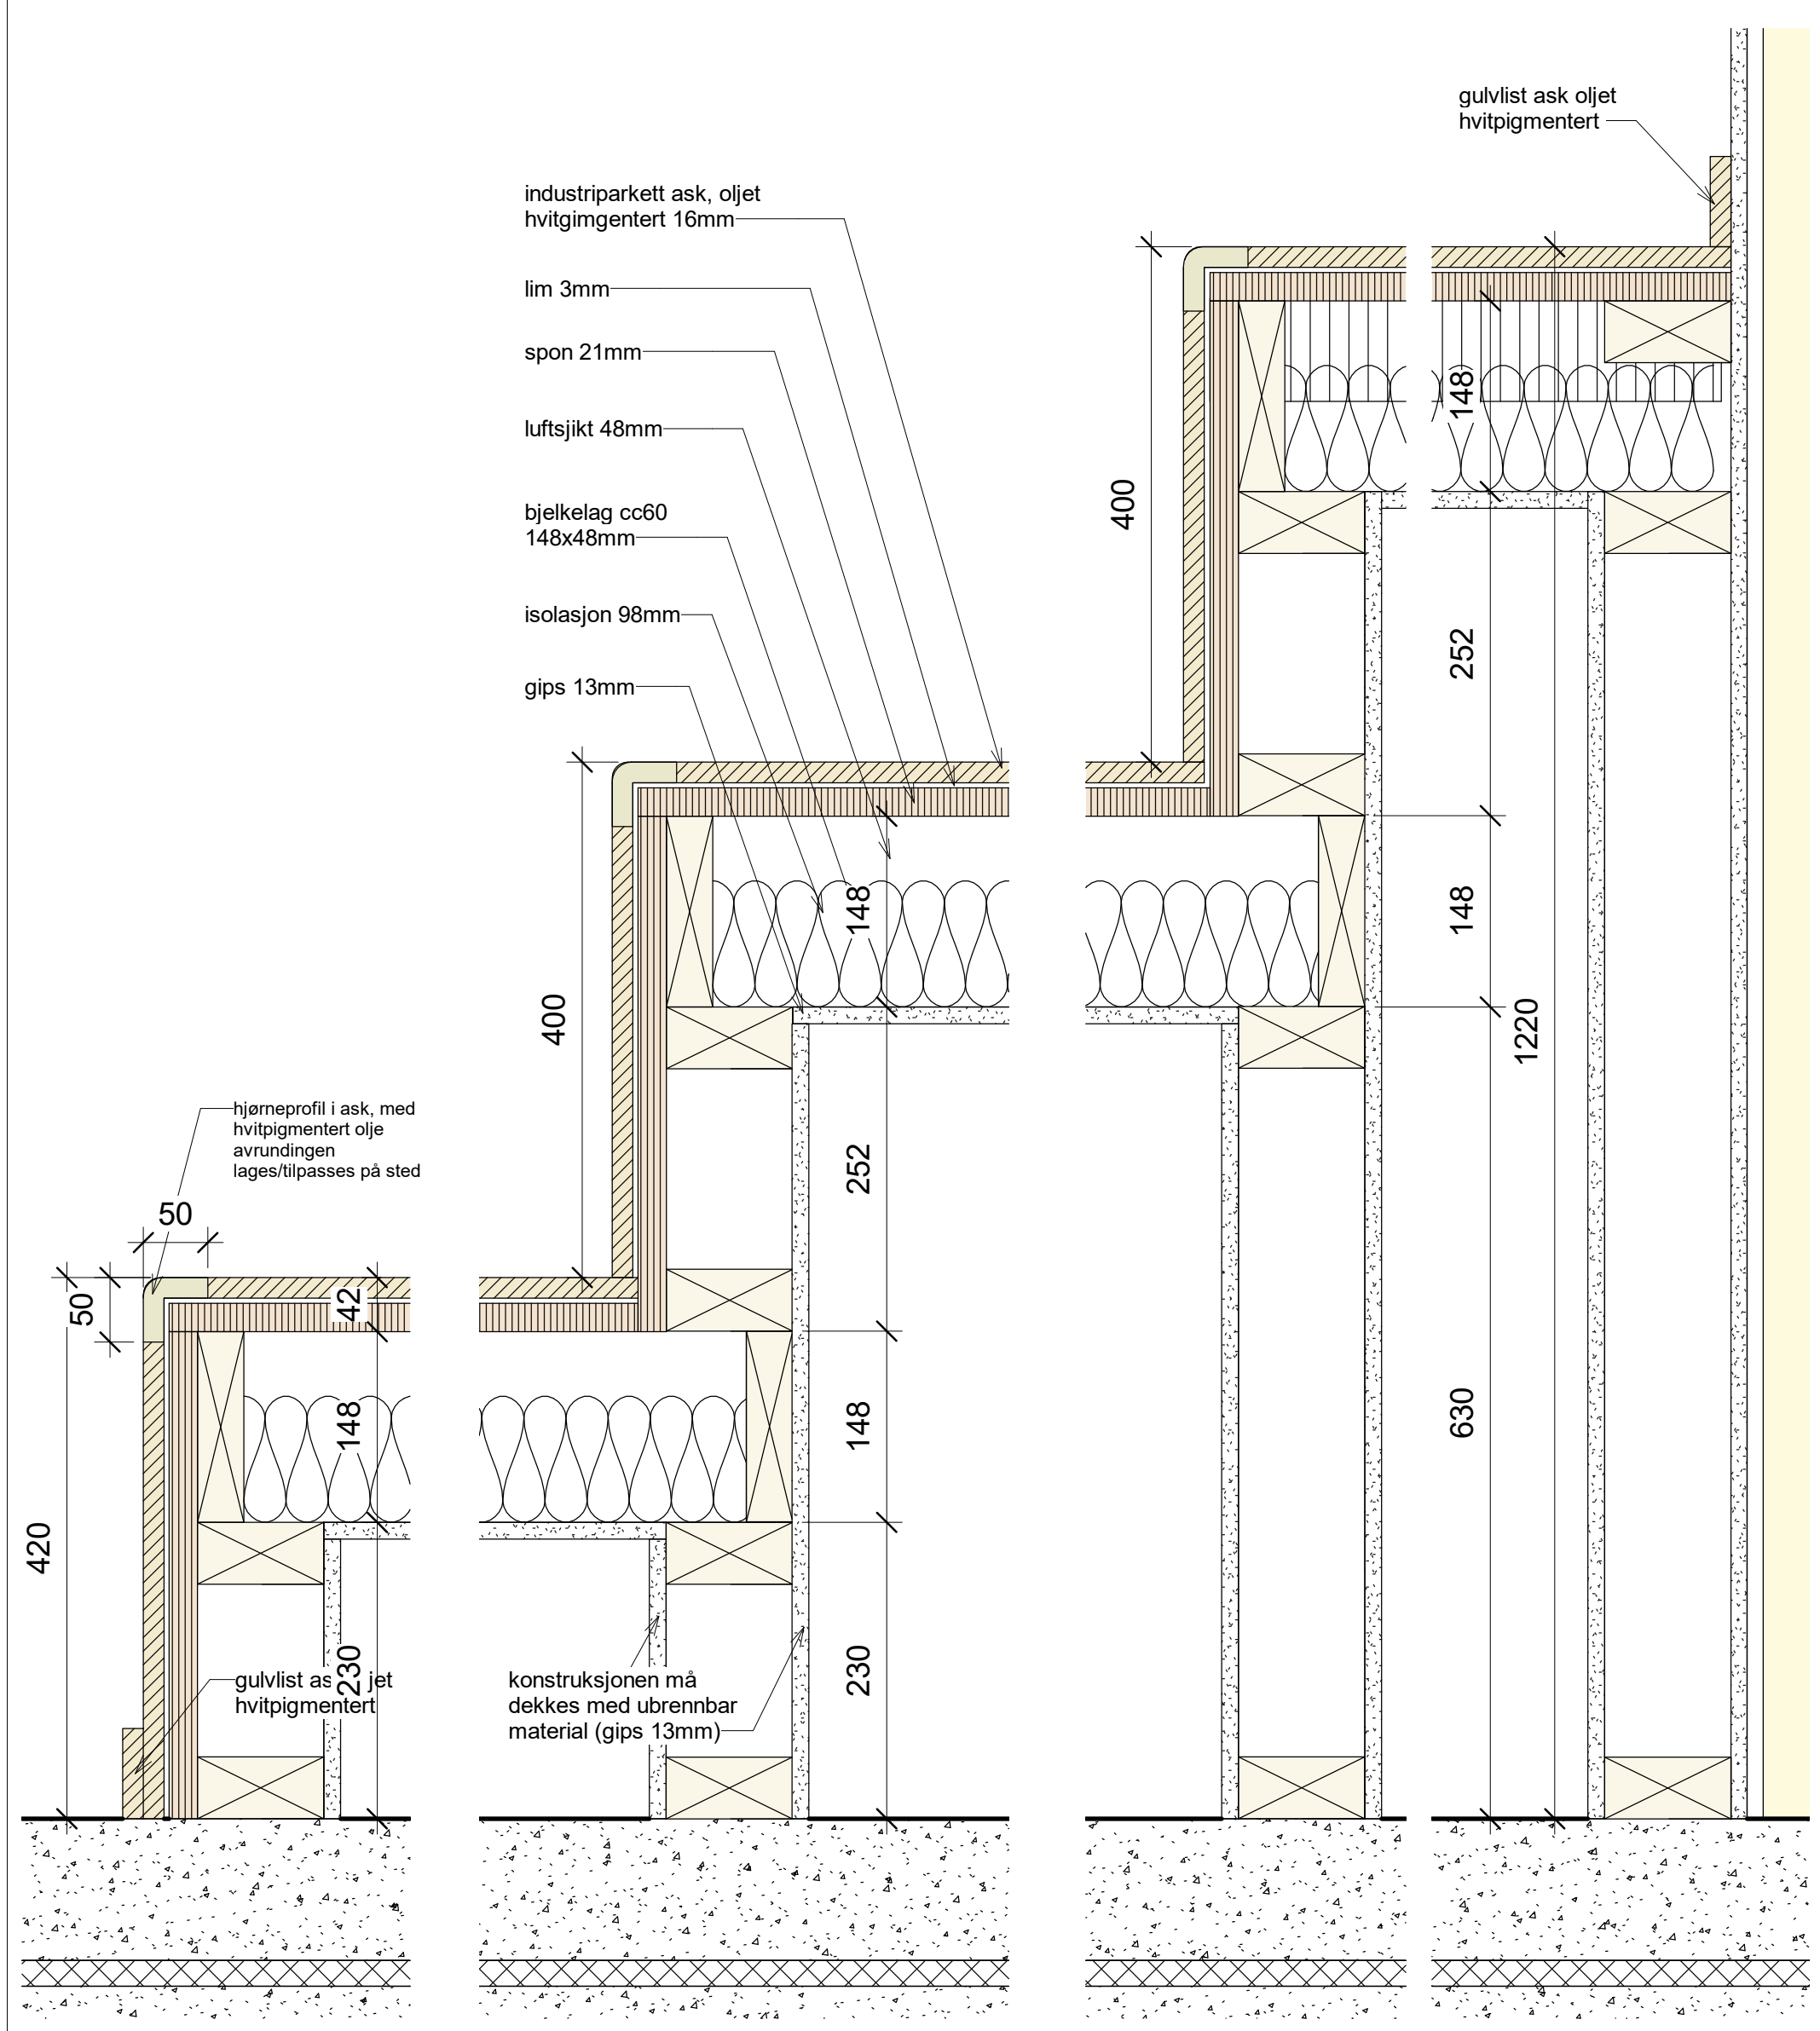 gulvlist ask oljet
hvitpigmentert
industriparkett ask, oljet
hvitgimgentert 16mm
lim 3mm
spon 21mm
luftsjikt 48mm
bjelkelag cc60
148x48mm
isolasjon 98mm
gips 13mm
148
400
252
148
148
1220
400
hjørneprofil i ask, med
hvitpigmentert olje
avrundingen
lages/tilpasses på sted
252
50
50
42
148
148
630
420
230
230
gulvlist as jet
hvitpigmentert
konstruksjonen må
dekkes med ubrennbar
material (gips 13mm)